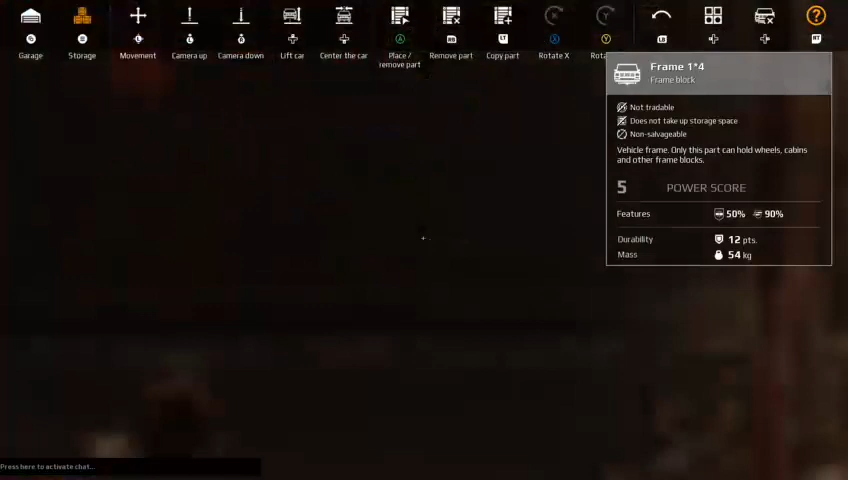 Garage
Storage
Movement
Camera up
Camera down
Lift car
Center the car
Place / remove part
Remove part
Copy part
Rotate X
Frame 1*4
Frame block
Not tradable
Does not take up storage space
Non-salvageable
Vehicle frame. Only this part can hold wheels, cabins
and other frame blocks.
5 POWER SCORE
Features 50% 90%
Durability 12 pts.
Mass 54 kg
Press here to activate chat...